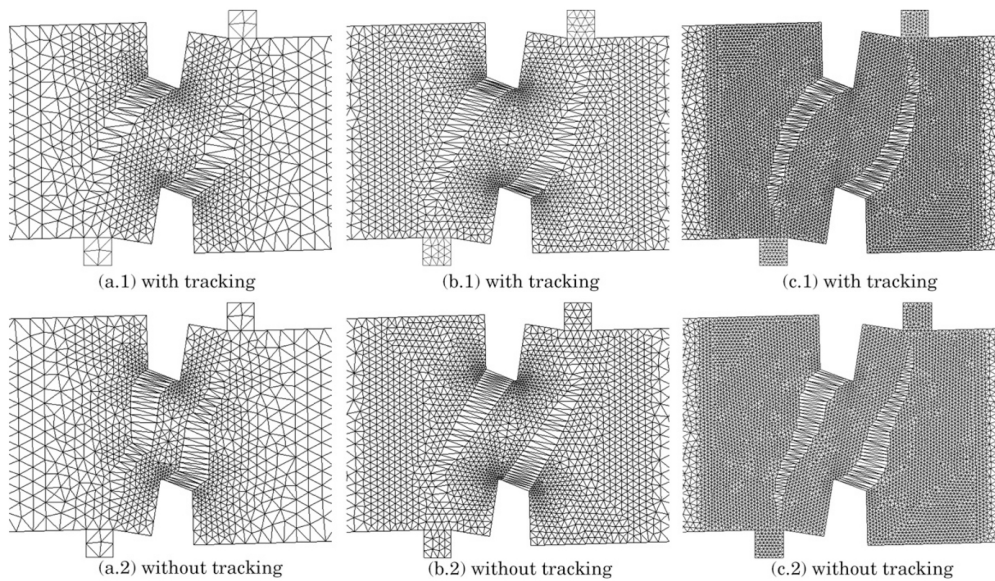 (a.1) with tracking
(b.1) with tracking
(c.1) with tracking
(a.2) without tracking
(b.2) without tracking
(c.2) without tracking